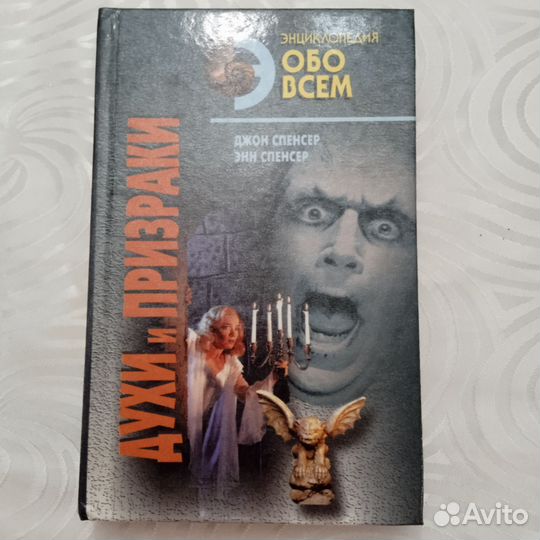 ЭНЦИКЛОПЕДИЯ
ОБО
ВСЕМ
ДЖОН СПЕНСЕР
ЭНН СПЕНСЕР
ДУХИ И ПРИЗРАКИ
Avito